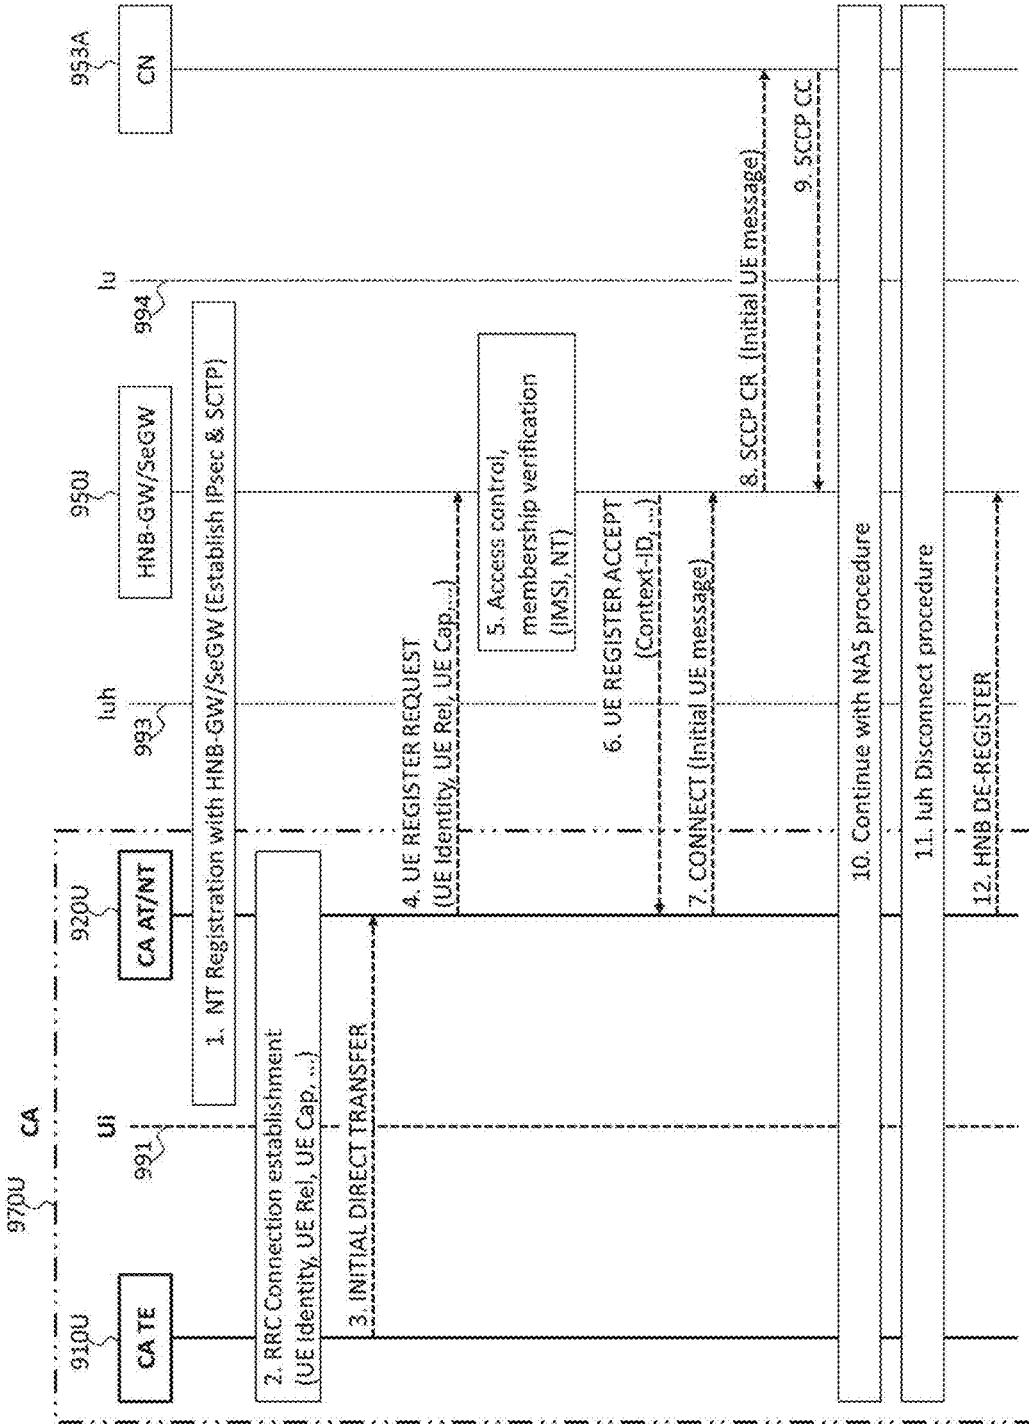 970U
CA
910U
CA TE
991
Ui
920U
CA AT/NT
993
Iuh
950J
HNB-GW/SeGW
994
Iu
953A
CN
1. NT Registration with HNB-GW/SeGW (Establish IPsec & SCTP)
2. RRC Connection establishment
(UE Identity, UE Rel, UE Cap, ...)
3. INITIAL DIRECT TRANSFER
4. UE REGISTER REQUEST
(UE Identity, UE Rel, UE Cap,...)
5. Access control,
membership verification
(IMSI, NT)
6. UE REGISTER ACCEPT
(Context-ID, ...)
7. CONNECT (Initial UE message)
8. SCCP CR (Initial UE message)
9. SCCP CC
10. Continue with NAS procedure
11. Iuh Disconnect procedure
12. HNB DE-REGISTER